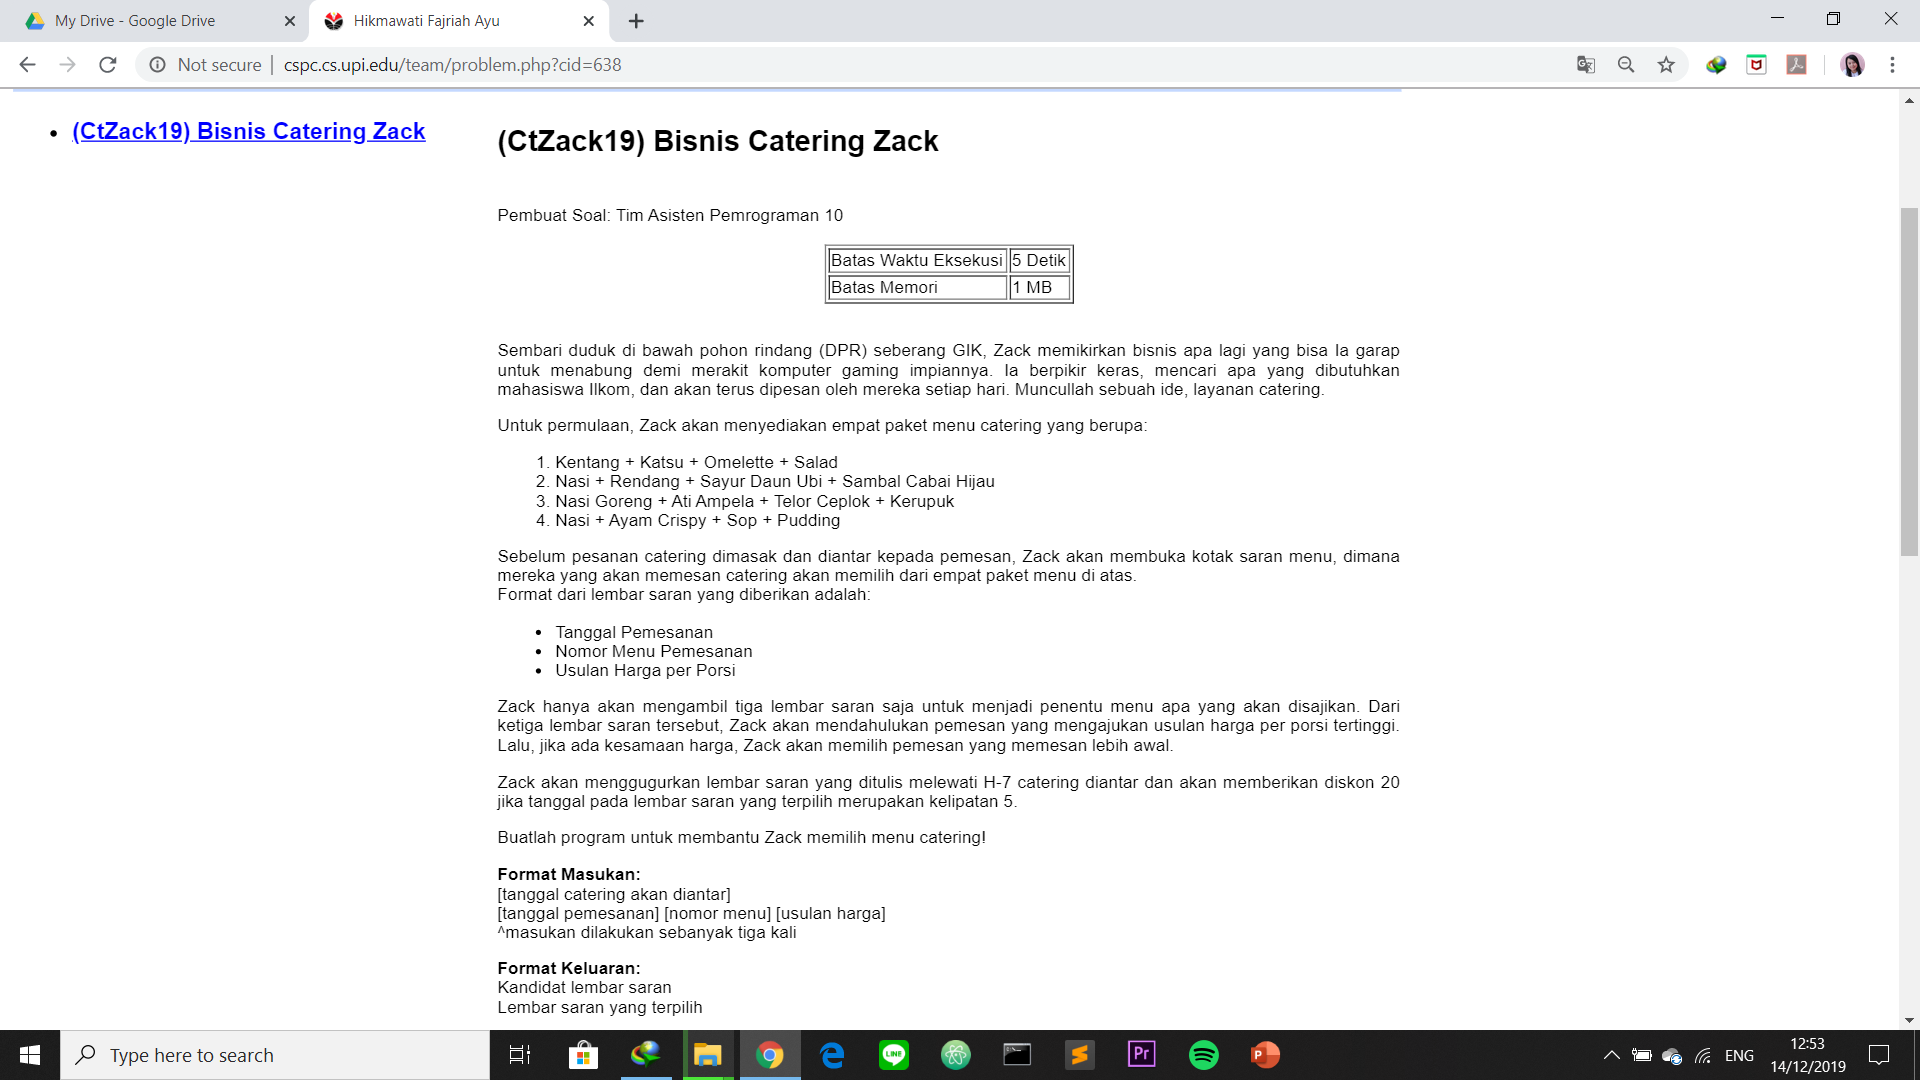 My Drive - Google Drive
Hikmawati Fajriah Ayu
Not secure
cspc.cs.upi.edu/team/problem.php?cid=638
(CtZack19) Bisnis Catering Zack
(CtZack19) Bisnis Catering Zack
Pembuat Soal: Tim Asisten Pemrograman 10
Batas Waktu Eksekusi 5 Detik
Batas Memori 1 MB
Sembari duduk di bawah pohon rindang (DPR) seberang GIK, Zack memikirkan bisnis apa lagi yang bisa Ia garap
untuk menabung demi merakit komputer gaming impiannya. Ia berpikir keras, mencari apa yang dibutuhkan
mahasiswa Ilkom, dan akan terus dipesan oleh mereka setiap hari. Muncullah sebuah ide, layanan catering.
Untuk permulaan, Zack akan menyediakan empat paket menu catering yang berupa:
1. Kentang + Katsu + Omelette + Salad
2. Nasi + Rendang + Sayur Daun Ubi + Sambal Cabai Hijau
3. Nasi Goreng + Ati Ampela + Telor Ceplok + Kerupuk
4. Nasi + Ayam Crispy + Sop + Pudding
Sebelum pesanan catering dimasak dan diantar kepada pemesan, Zack akan membuka kotak saran menu, dimana
mereka yang akan memesan catering akan memilih dari empat paket menu di atas.
Format dari lembar saran yang diberikan adalah:
• Tanggal Pemesanan
• Nomor Menu Pemesanan
• Usulan Harga per Porsi
Zack hanya akan mengambil tiga lembar saran saja untuk menjadi penentu menu apa yang akan disajikan. Dari
ketiga lembar saran tersebut, Zack akan mendahulukan pemesan yang mengajukan usulan harga per porsi tertinggi.
Lalu, jika ada kesamaan harga, Zack akan memilih pemesan yang memesan lebih awal.
Zack akan menggugurkan lembar saran yang ditulis melewati H-7 catering diantar dan akan memberikan diskon 20
jika tanggal pada lembar saran yang terpilih merupakan kelipatan 5.
Buatlah program untuk membantu Zack memilih menu catering!
Format Masukan:
[tanggal catering akan diantar]
[tanggal pemesanan] [nomor menu] [usulan harga]
^masukan dilakukan sebanyak tiga kali
Format Keluaran:
Kandidat lembar saran
Lembar saran yang terpilih
Type here to search
LINE
Pr
P
ENG
12:53
14/12/2019